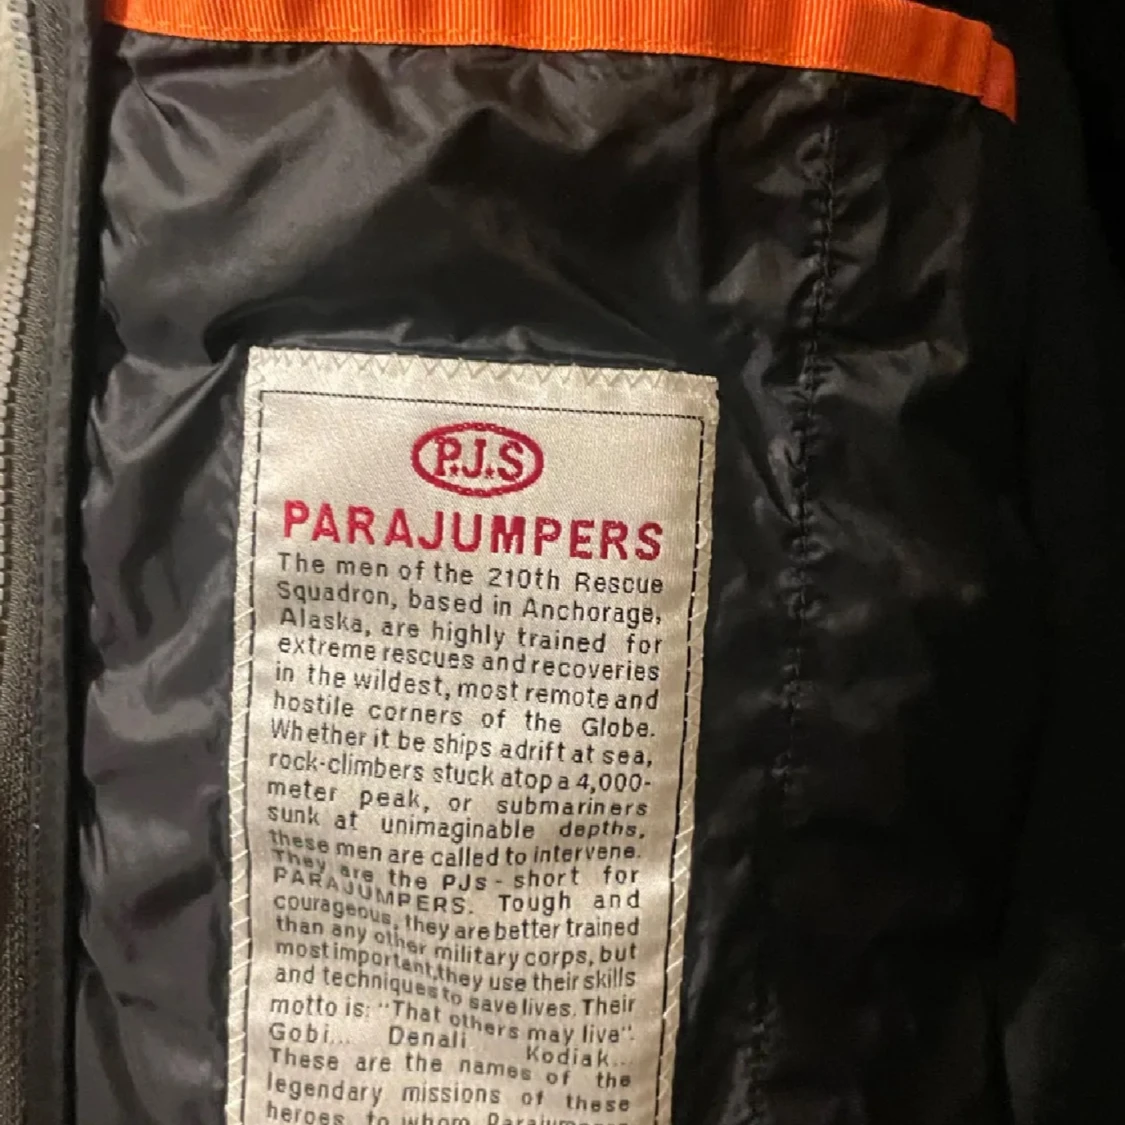 P.J.S
PARAJUMPERS
The men of the 210th Rescue
Squadron, based in Anchorage,
Alaska, are highly trained for
extreme rescues and recoveries
in the wildest, most remote and
hostile corners of the Globe.
Whether it be ships adrift at sea,
rock-climbers stuck atop a 4,000-
meter peak, or submariners
sunk at unimaginable depths,
these men are called to intervene.
They are the PJs - short for
PARAJUMPERS. Tough and
courageous, they are better trained
than any other military corps, but
most important, they use their skills
and techniques to save lives. Their
motto is: "That others may live".
Gobi... Denali Kodiak...
These are the names of the
legendary missions of these
heroes, to whom